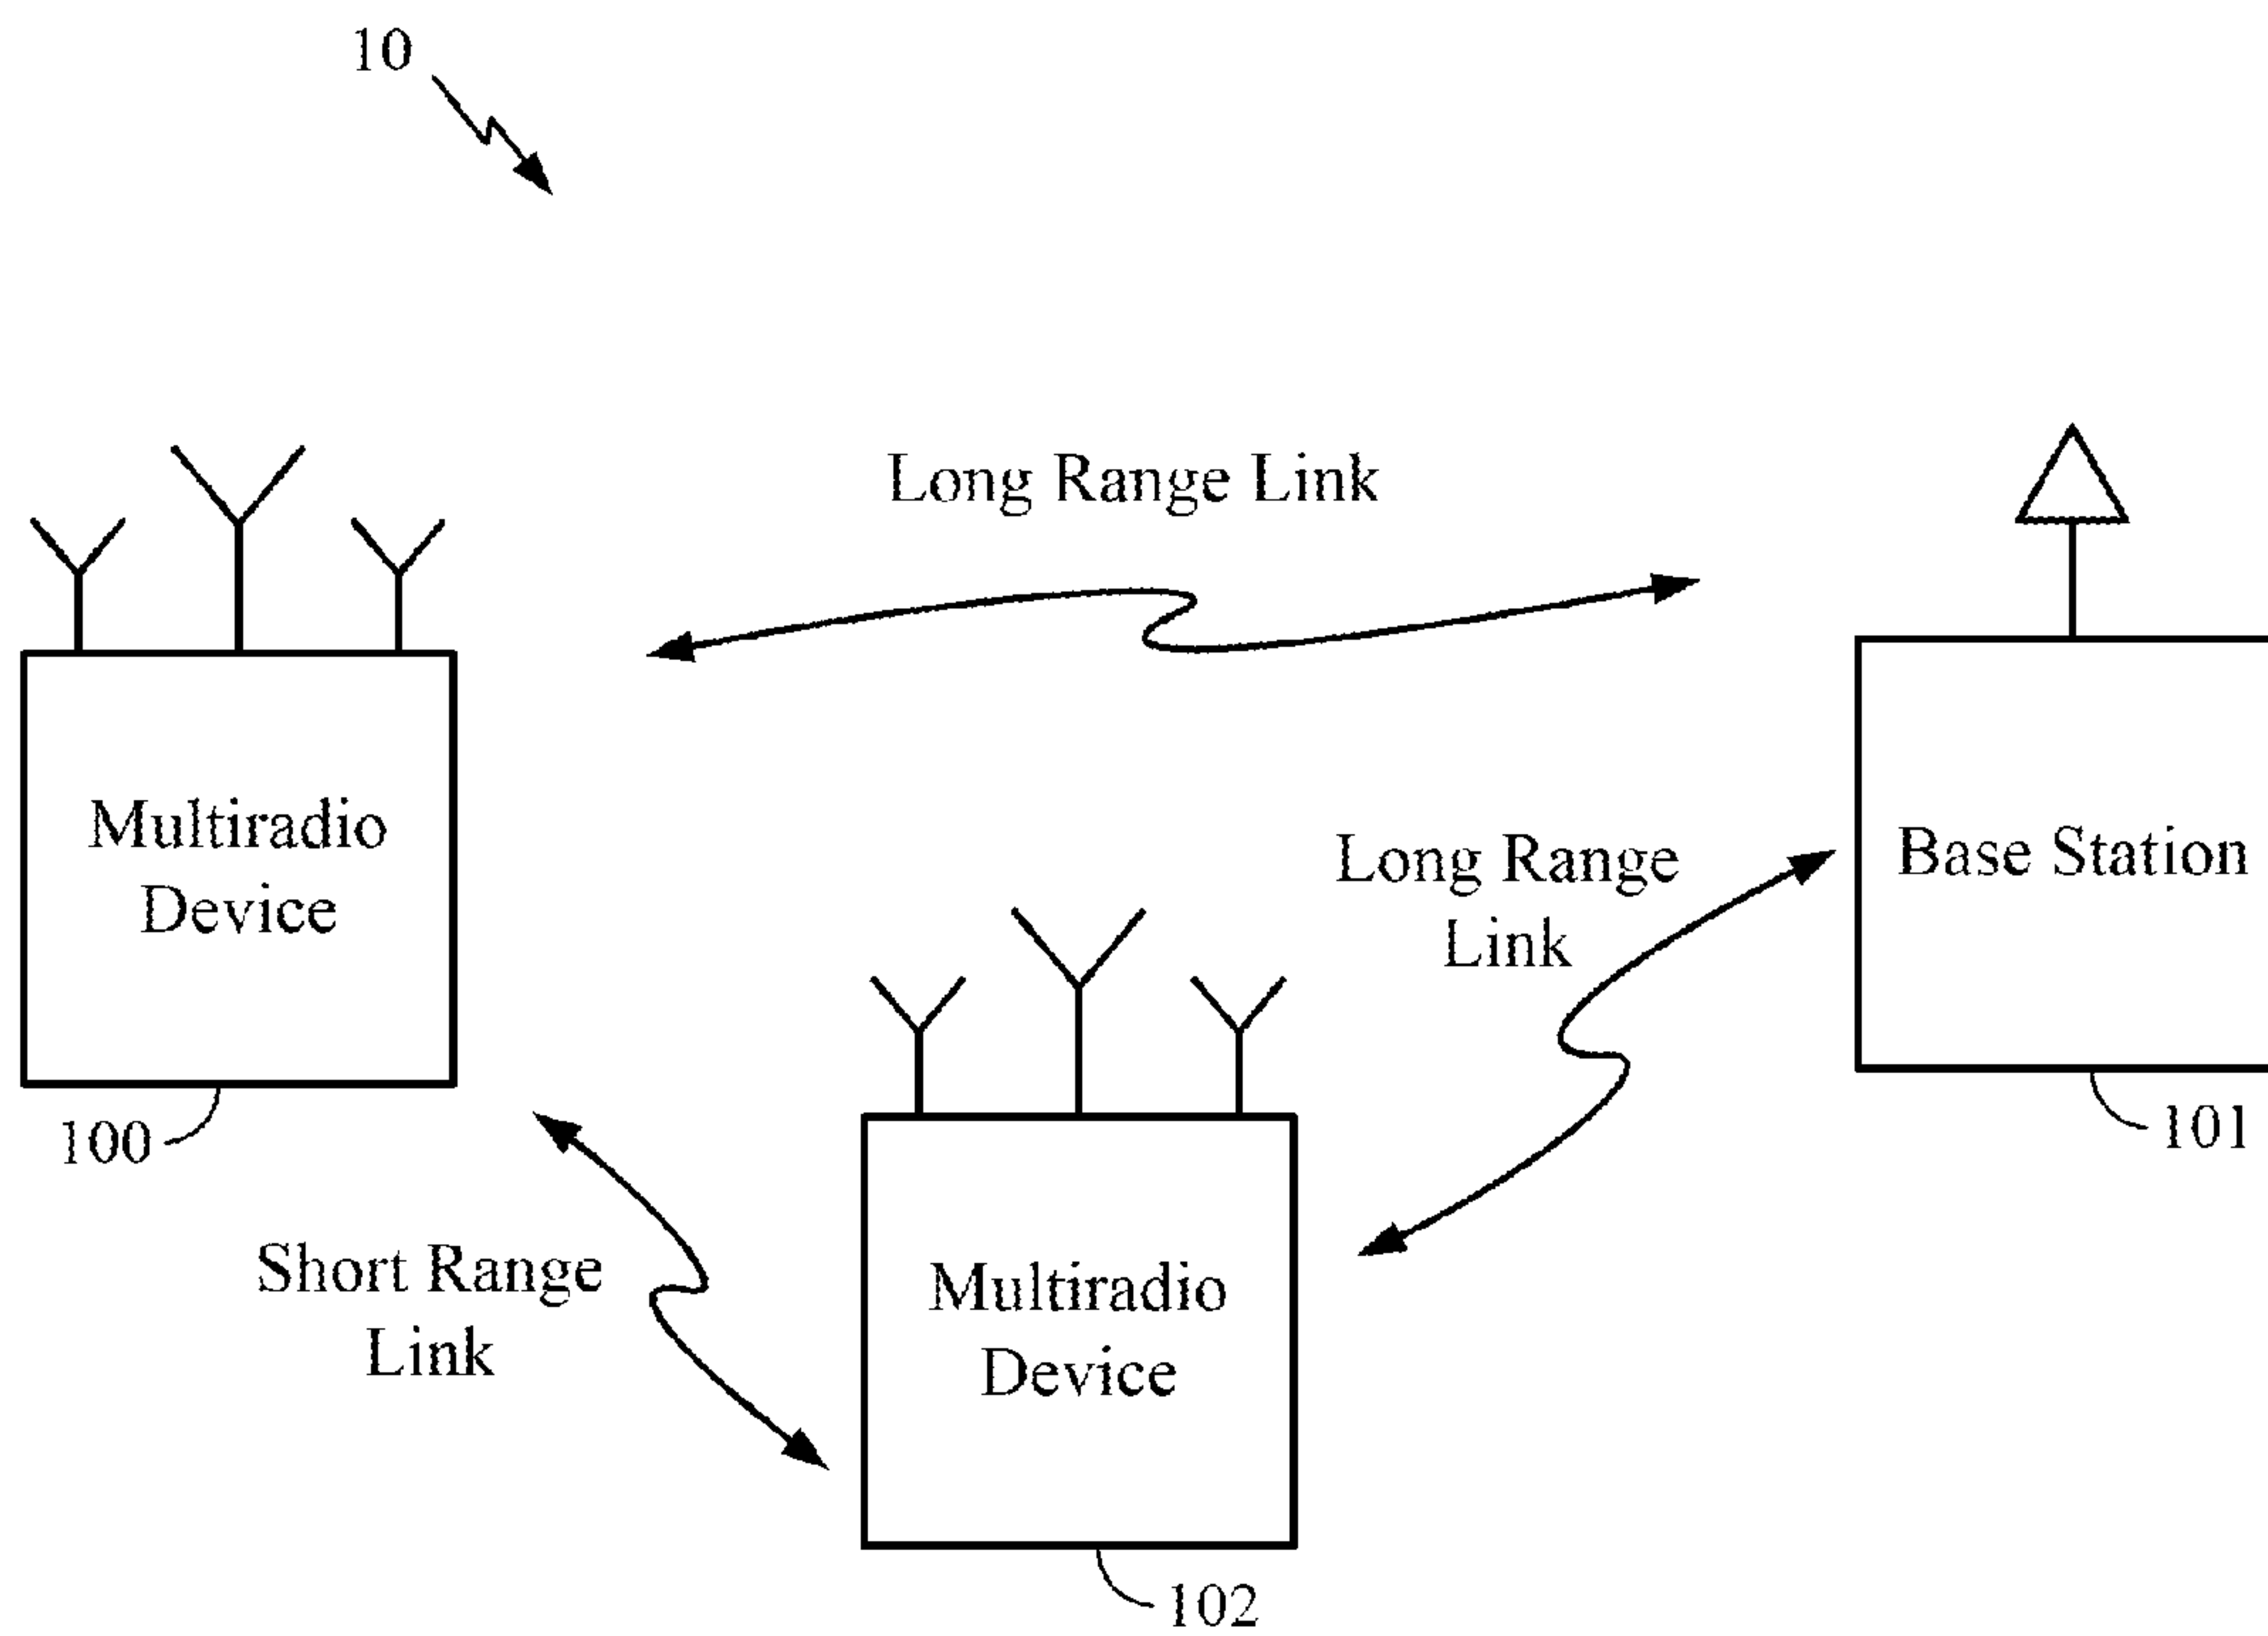 10
Long Range Link
Multiradio
Device
100
Long Range
Link
Base Station
101
Short Range
Link
Multiradio
Device
102